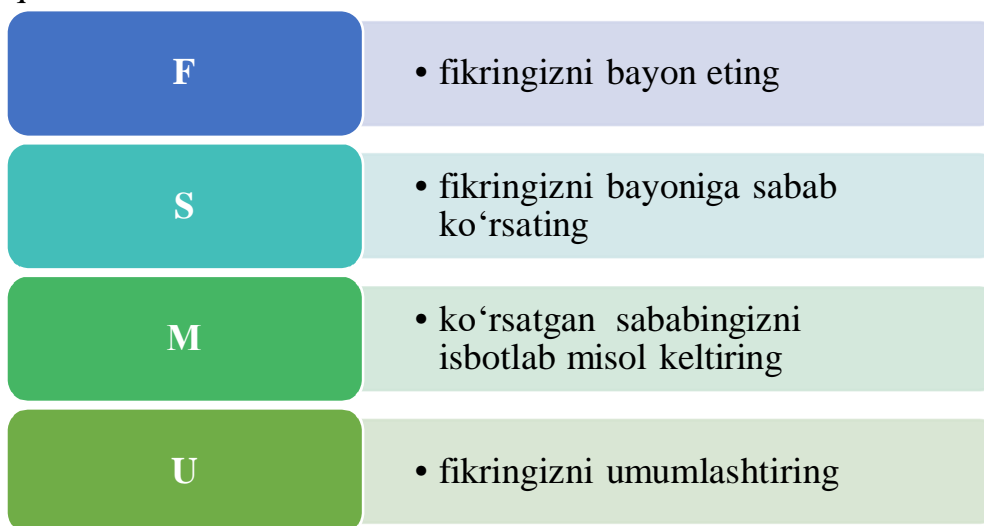 F
• fikringizni bayon eting
S
• fikringizni bayoniga sabab
ko‘rsating
M
• ko‘rsatgan sababingizni
isbotlab misol keltiring
U
• fikringizni umumlashtiring